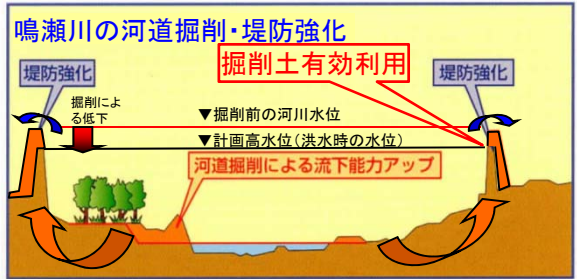 鳴瀬川の河道掘削・堤防強化
掘削土有効利用
堤防強化
堤防強化
掘削によ
る低下
▼掘削前の河川水位
▼計画高水位(洪水時の水位)
河道掘削による流下能力アップ